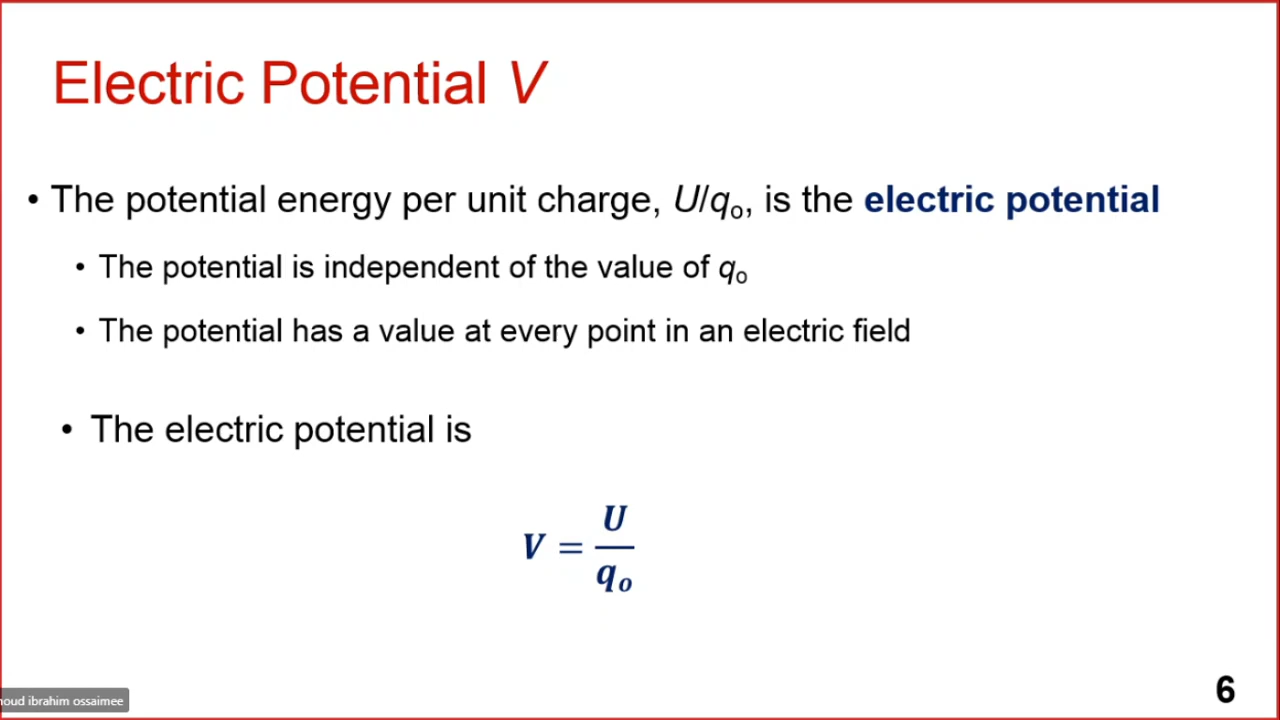 Electric Potential V
• The potential energy per unit charge, U/qₒ, is the electric potential
• The potential is independent of the value of qₒ
• The potential has a value at every point in an electric field
• The electric potential is
V = U/qₒ
ibrahim ossaimee
6